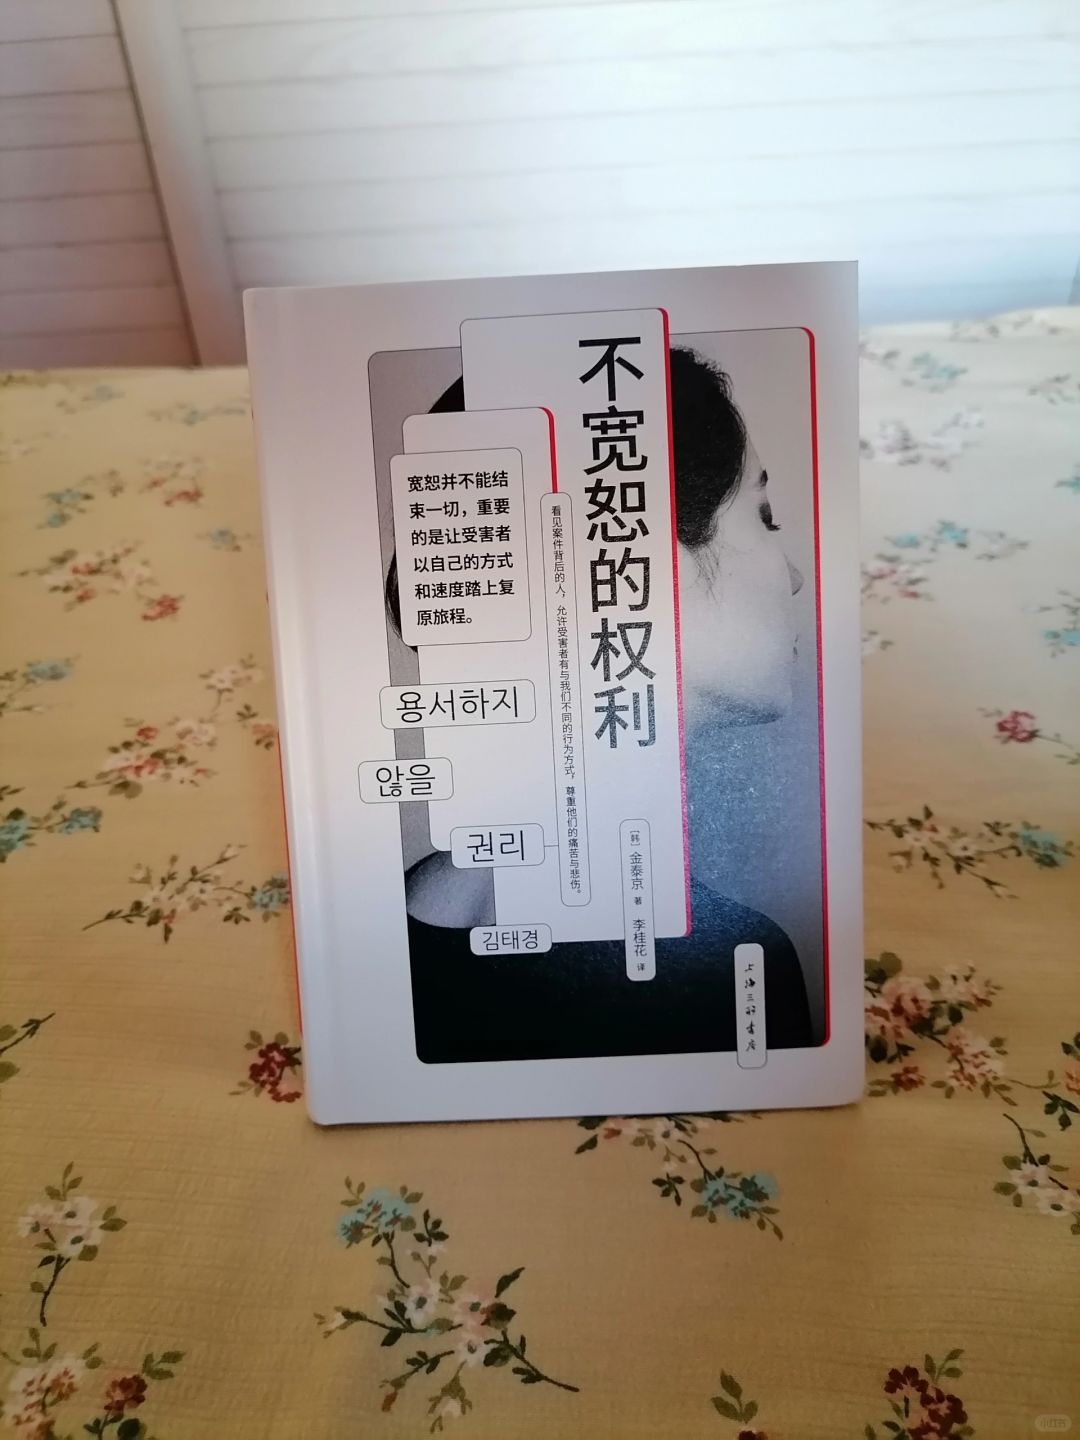 不宽恕的权利
宽恕并不能结
束一切，重要
的是让受害者
以自己的方式
和速度踏上复
原旅程。
看见案件背后的人，允许受害者有与我们不同的行为方式，尊重他们的痛苦与悲伤。
용서하지
않을
권리
김태경
［韩］金泰京 著 李桂花 译
上海三联书店
小红书